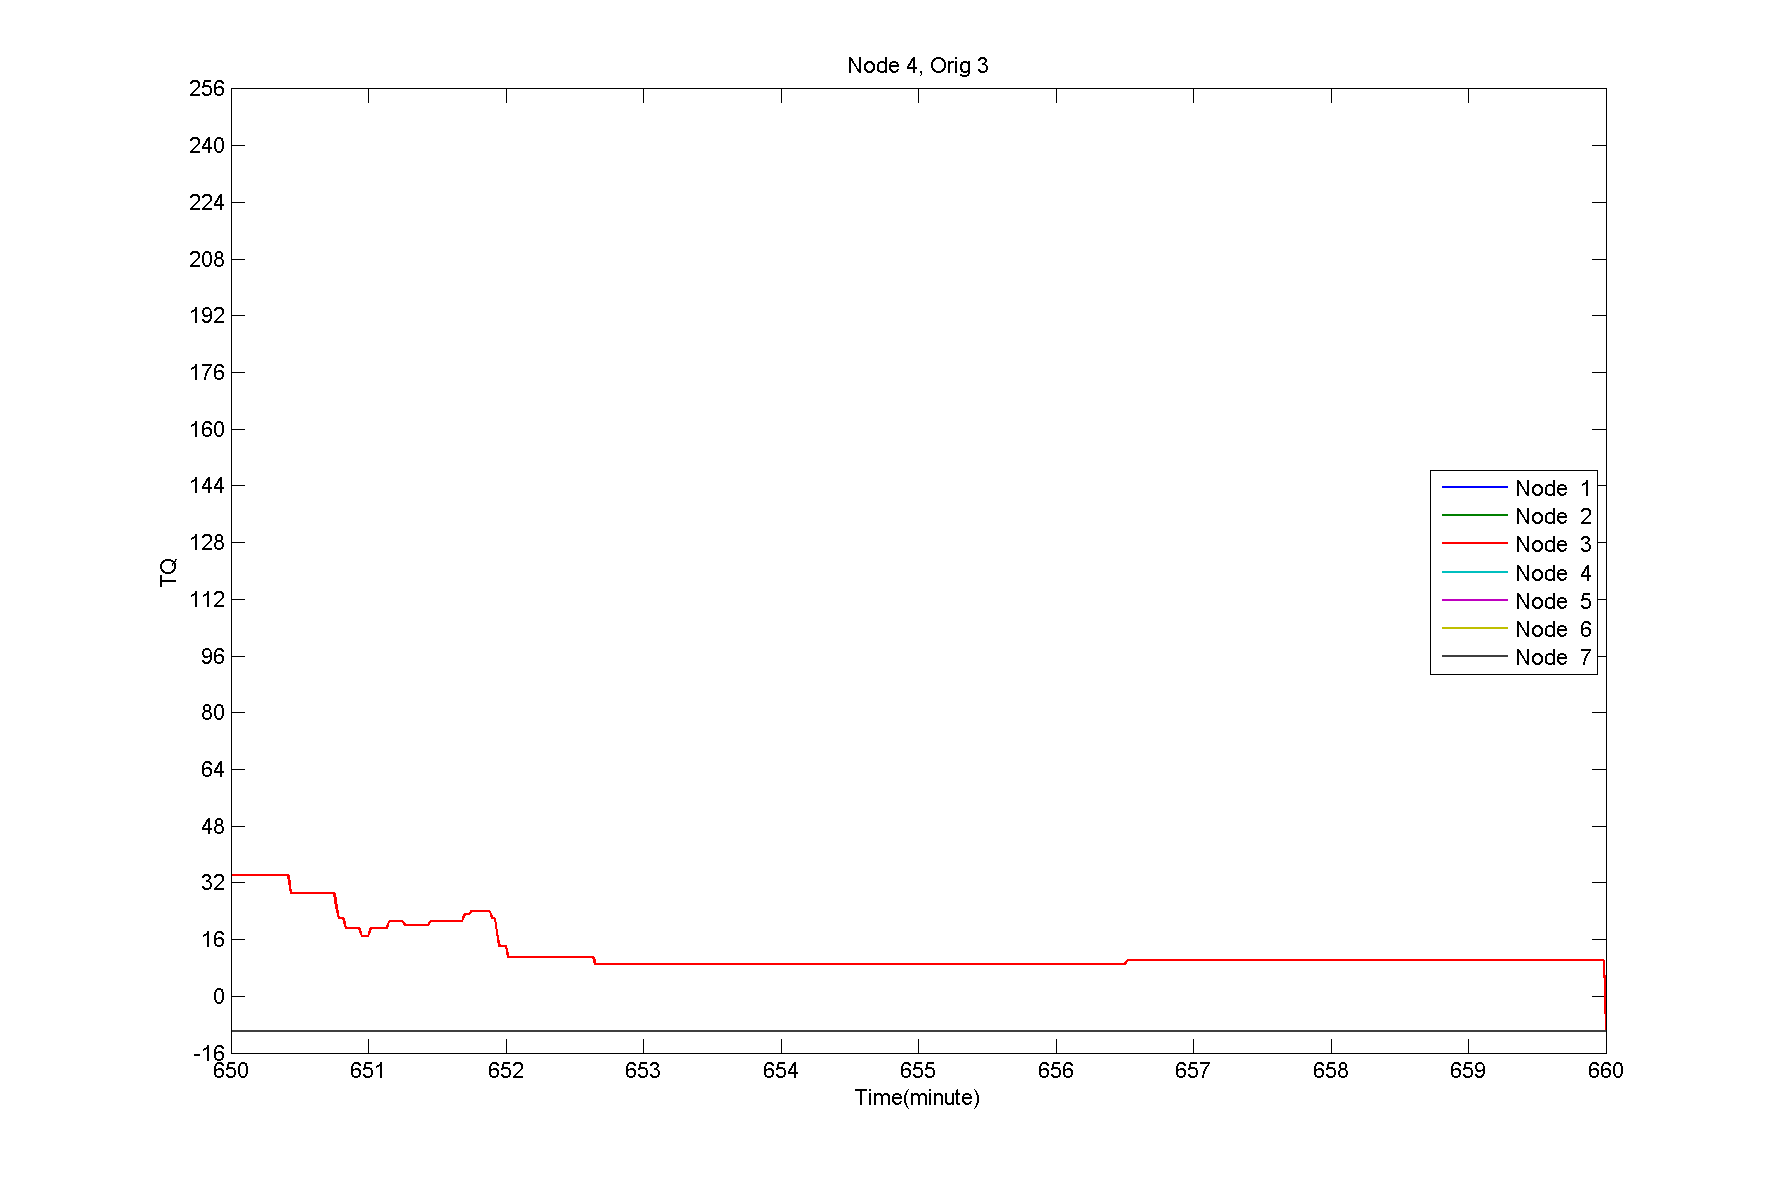 Node 4, Orig 3
256
240
224
208
192
176
160
144
128
112
96
80
64
48
32
16
0
-16
TQ
Node 1
Node 2
Node 3
Node 4
Node 5
Node 6
Node 7
650 651 652 653 654 655 656 657 658 659 660
Time(minute)